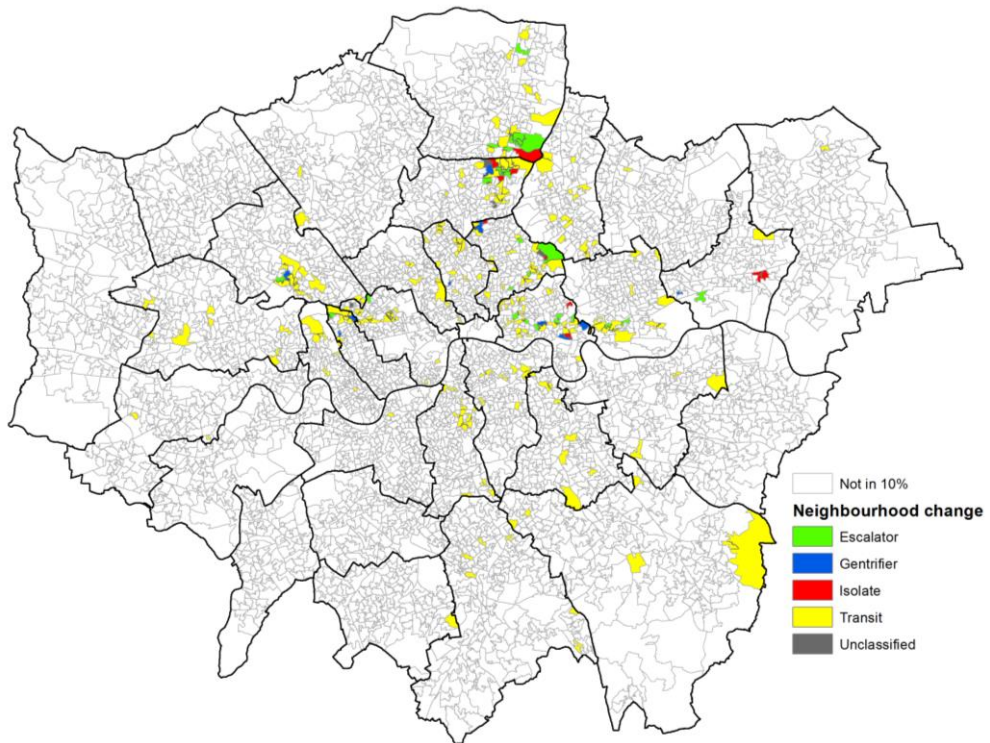 Not in 10%
Neighbourhood change
Escalator
Gentrifier
Isolate
Transit
Unclassified